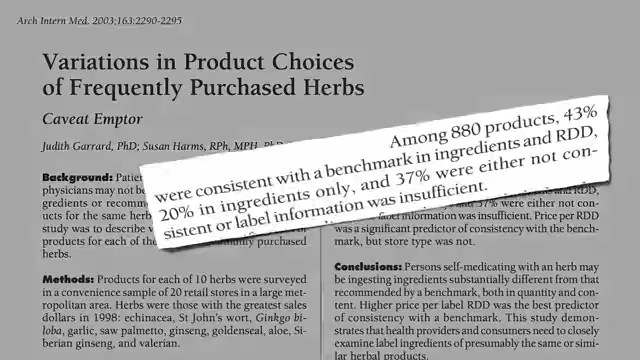 Arch Intern Med. 2003;163:2290-2295
Variations in Product Choices
of Frequently Purchased Herbs
Caveat Emptor
Judith Garrard, PhD; Susan Harms, RPh, MPH,
Among 880 products, 43%
were consistent with a benchmark in ingredients and RDD,
20% in ingredients only, and 37% were either not con-
sistent or label information was insufficient.
Background:
physicians may not be
gredients or recomm
ucts for the same herb
study was to describe
products for each of the
purchased
herbs.
Methods: Products for each of 10 herbs were surveyed
in a convenience sample of 20 retail stores in a large met-
ropolitan area. Herbs were those with the greatest sales
dollars in 1998: echinacea, St John's wort, Ginkgo bi-
loba, garlic, saw palmetto, ginseng, goldenseal, aloe, Si-
berian ginseng, and valerian.
RDD,
37% were either not con-
information was insufficient. Price per RDD
was a significant predictor of consistency with the bench-
mark, but store type was not.
Conclusions: Persons self-medicating with an herb may
be ingesting ingredients substantially different from that
recommended by a benchmark, both in quantity and con-
tent. Higher price per label RDD was the best predictor
of consistency with a benchmark. This study demon-
strates that health providers and consumers need to closely
examine label ingredients of presumably the same or simi-
lar herbal products.